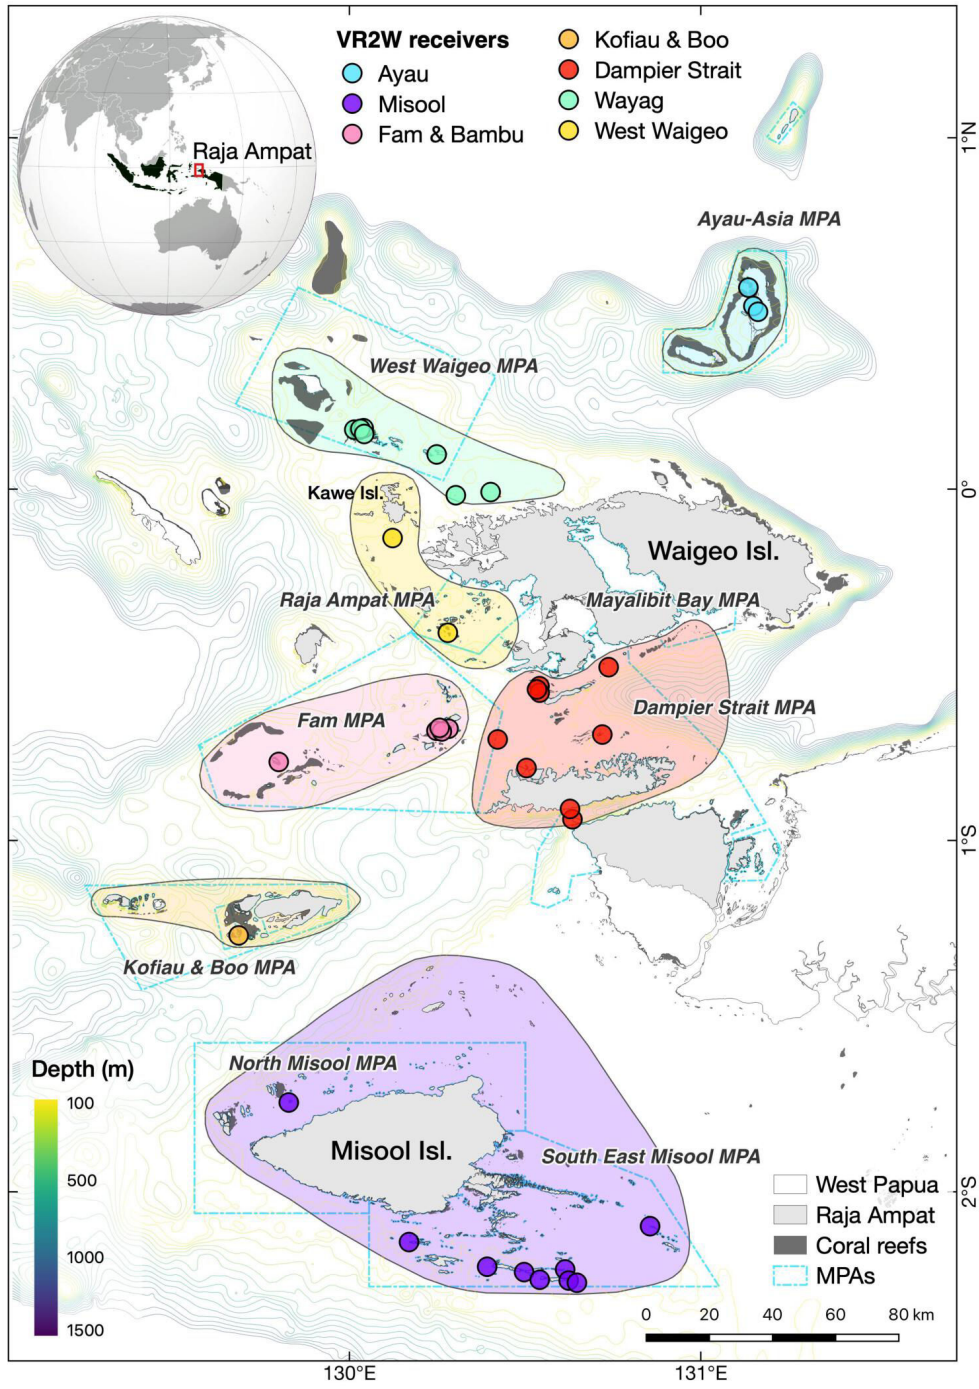 VR2W receivers
Ayau
Misool
Fam & Bambu
Kofiau & Boo
Dampier Strait
Wayag
West Waigeo
Raja Ampat
1°N
Ayau-Asia MPA
West Waigeo MPA
Kawe Isl.
0°
Waigeo Isl.
Raja Ampat MPA
Mayalibit Bay MPA
Fam MPA
Dampier Strait MPA
1°S
Kofiau & Boo MPA
North Misool MPA
Misool Isl.
South East Misool MPA
2°S
Depth (m)
100
500
1000
1500
West Papua
Raja Ampat
Coral reefs
MPAs
0 20 40 60 80 km
130°E
131°E